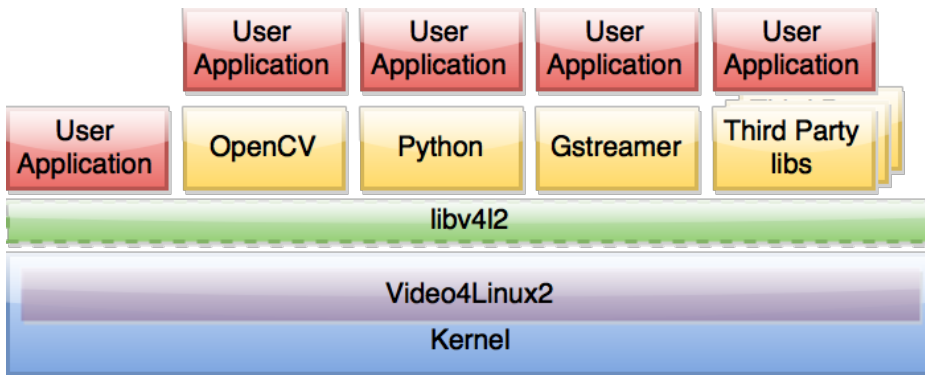 User
Application
User
Application
User
Application
User
Application
User
Application
OpenCV
Python
Gstreamer
Third Party
libs
libv4l2
Video4Linux2
Kernel